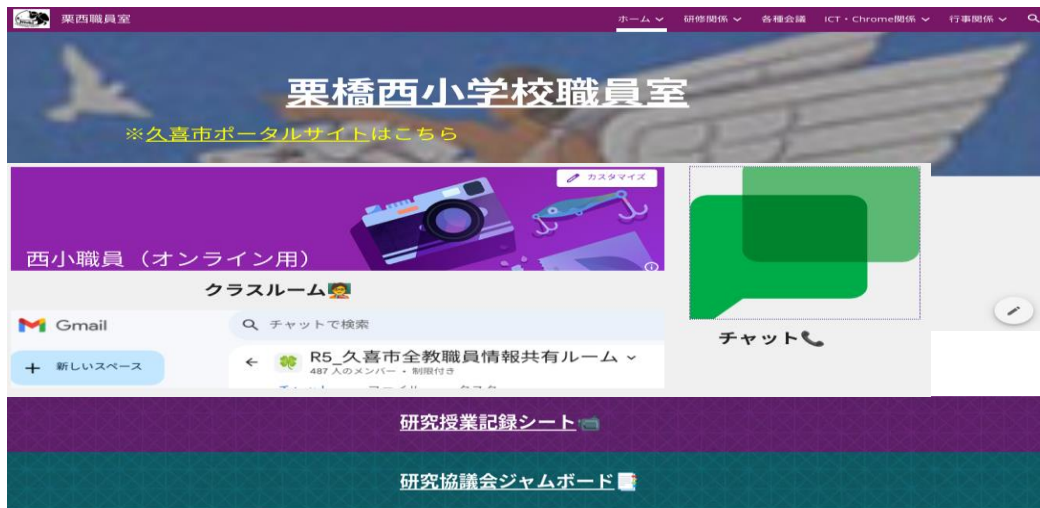 栗西職員室
ホーム 研修関係 各種会議 ICT・Chrome関係 行事関係
栗橋西小学校職員室
※久喜市ポータルサイトはこちら
カスタマイズ
西小職員（オンライン用）
クラスルーム
チャット
Gmail
チャットで検索
新しいスペース
R5_久喜市全教職員情報共有ルーム
487 人のメンバー・制限付き
研究授業記録シート
研究協議会ジャムボード